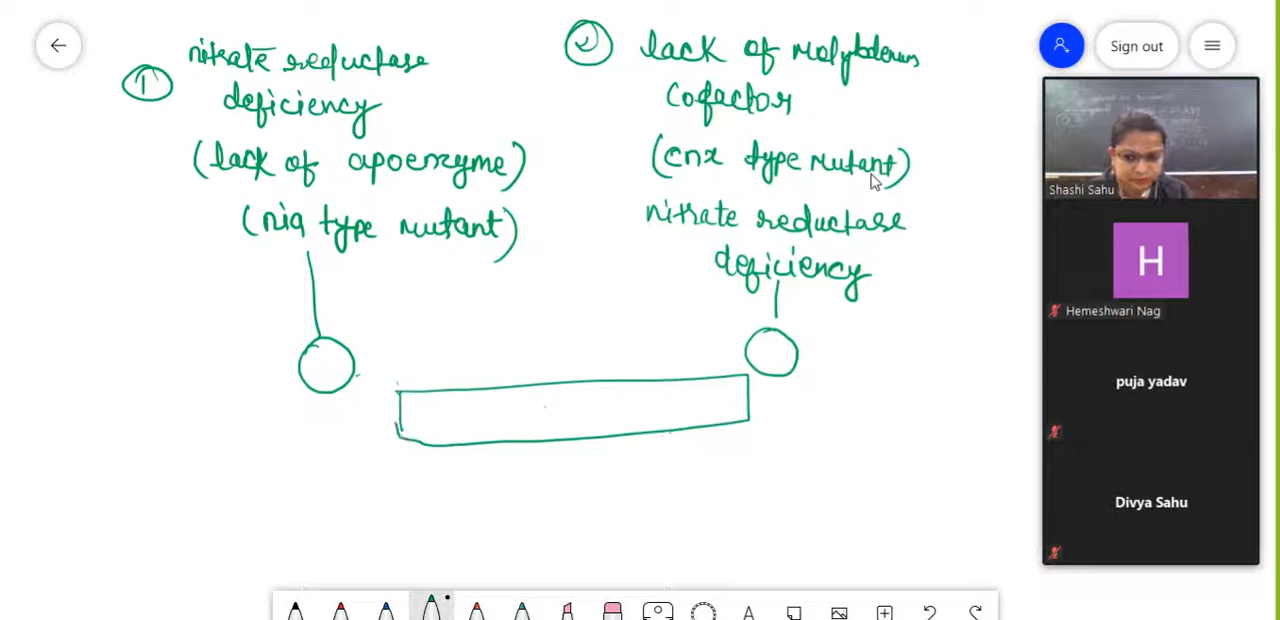 Sign out
① nitrate reductase
deficiency
(lack of apoenzyme)
(nia type mutant)
② lack of Molybdenum
cofactor
(cnx type Mutant)
nitrate reductase
deficiency
Shashi Sahu
H
Hemeshwari Nag
puja yadav
Divya Sahu
A